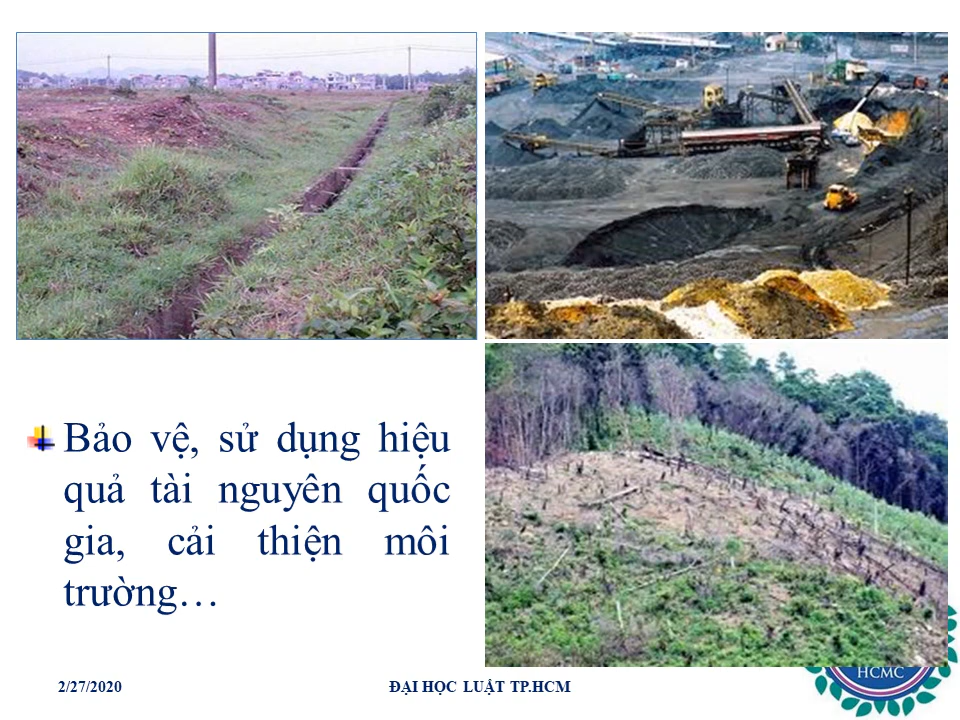 Bảo vệ, sử dụng hiệu
quả tài nguyên quốc
gia, cải thiện môi
trường…
2/27/2020
ĐẠI HỌC LUẬT TP.HCM
HCMC